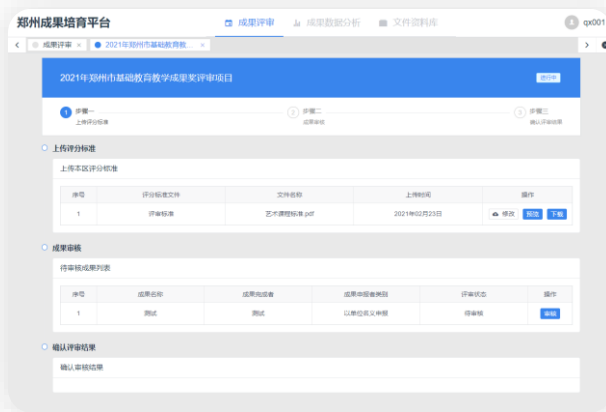 郑州成果培育平台
成果评审
成果数据分析
文件资料库
qx001
成果评审 ×
2021年郑州市基础教育教... ×
2021年郑州市基础教育教学成果奖评审项目
进行中
1 步骤一
上传评分标准
2 步骤二
成果审核
3 步骤三
确认评审结果
上传评分标准
上传本区评分标准
序号 评分标准文件 文件名称 上传时间 操作
1 评审标准 艺术课程标准.pdf 2021年02月23日 修改 预览 下载
成果审核
待审核成果列表
序号 成果名称 成果完成者 成果申报者类别 评审状态 操作
1 测试 测试 以单位名义申报 待审核 审核
确认评审结果
确认审核结果